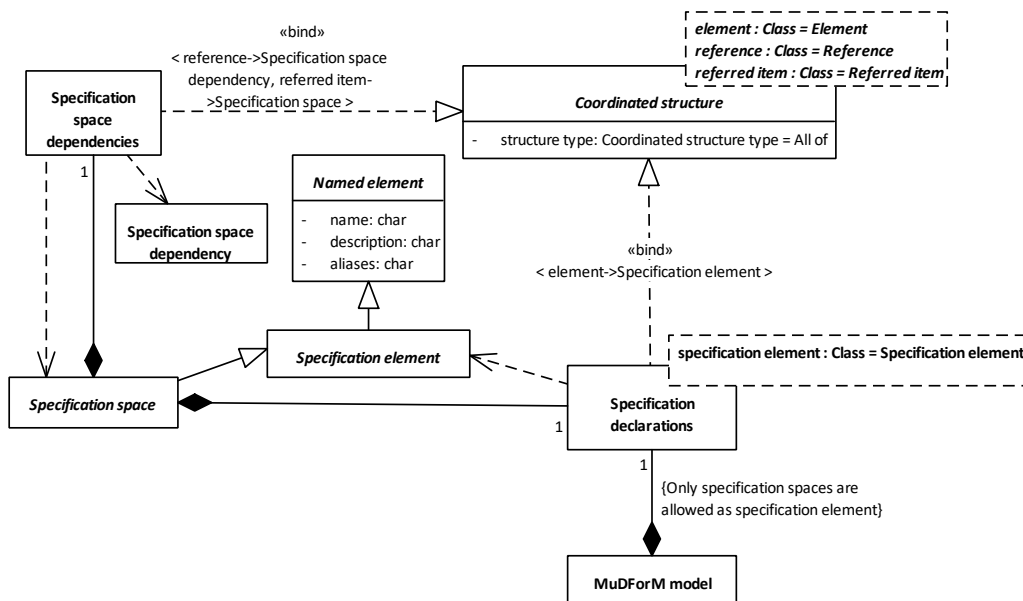 «bind»
< reference->Specification space
dependency, referred item-
>Specification space >
element : Class = Element
reference : Class = Reference
referred item : Class = Referred item
Specification
space
dependencies
Coordinated structure
- structure type: Coordinated structure type = All of
1
Named element
- name: char
- description: char
- aliases: char
Specification space
dependency
«bind»
< element->Specification element >
Specification element
specification element : Class = Specification element
Specification space
Specification
declarations
1
1
{Only specification spaces are
allowed as specification element}
MuDForM model